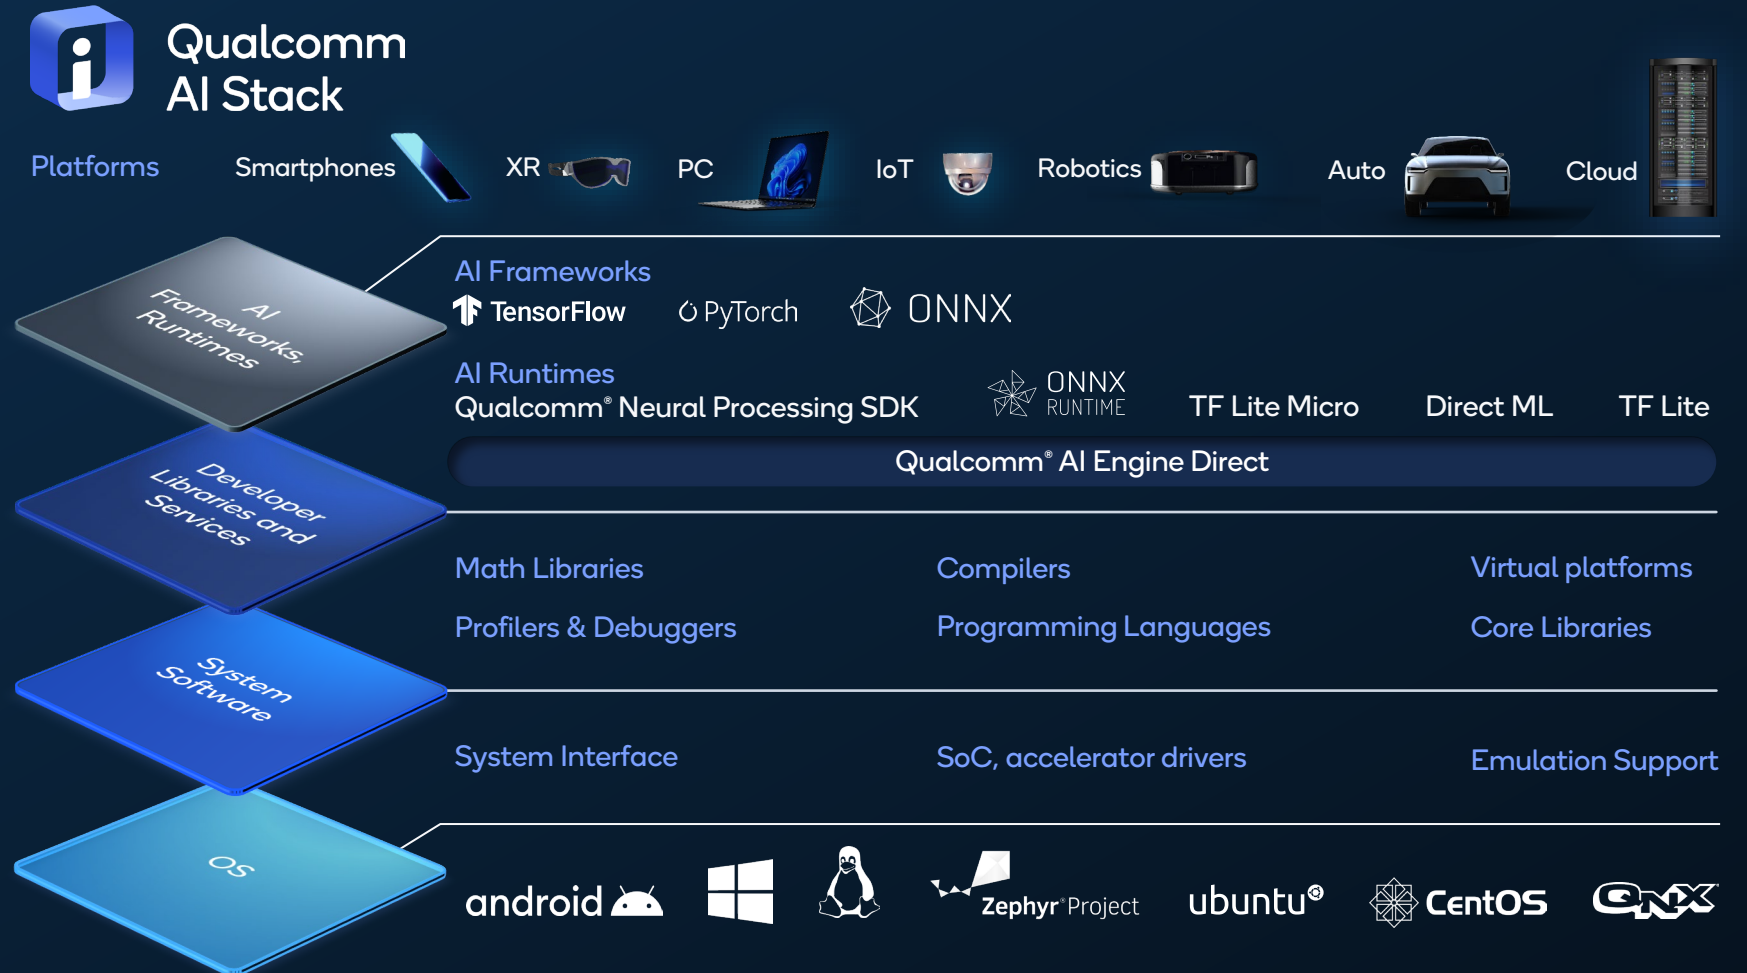 Qualcomm
AI Stack
Platforms
Smartphones
XR
PC
IoT
Robotics
Auto
Cloud
AI
Frameworks,
Runtimes
AI Frameworks
TensorFlow
PyTorch
ONNX
AI Runtimes
Qualcomm® Neural Processing SDK
ONNX
RUNTIME
TF Lite Micro
Direct ML
TF Lite
Qualcomm® AI Engine Direct
Developer
Libraries and
Services
Math Libraries
Compilers
Virtual platforms
Profilers & Debuggers
Programming Languages
Core Libraries
System
Software
System Interface
SoC, accelerator drivers
Emulation Support
OS
android
Zephyr® Project
ubuntu®
CentOS
QNX